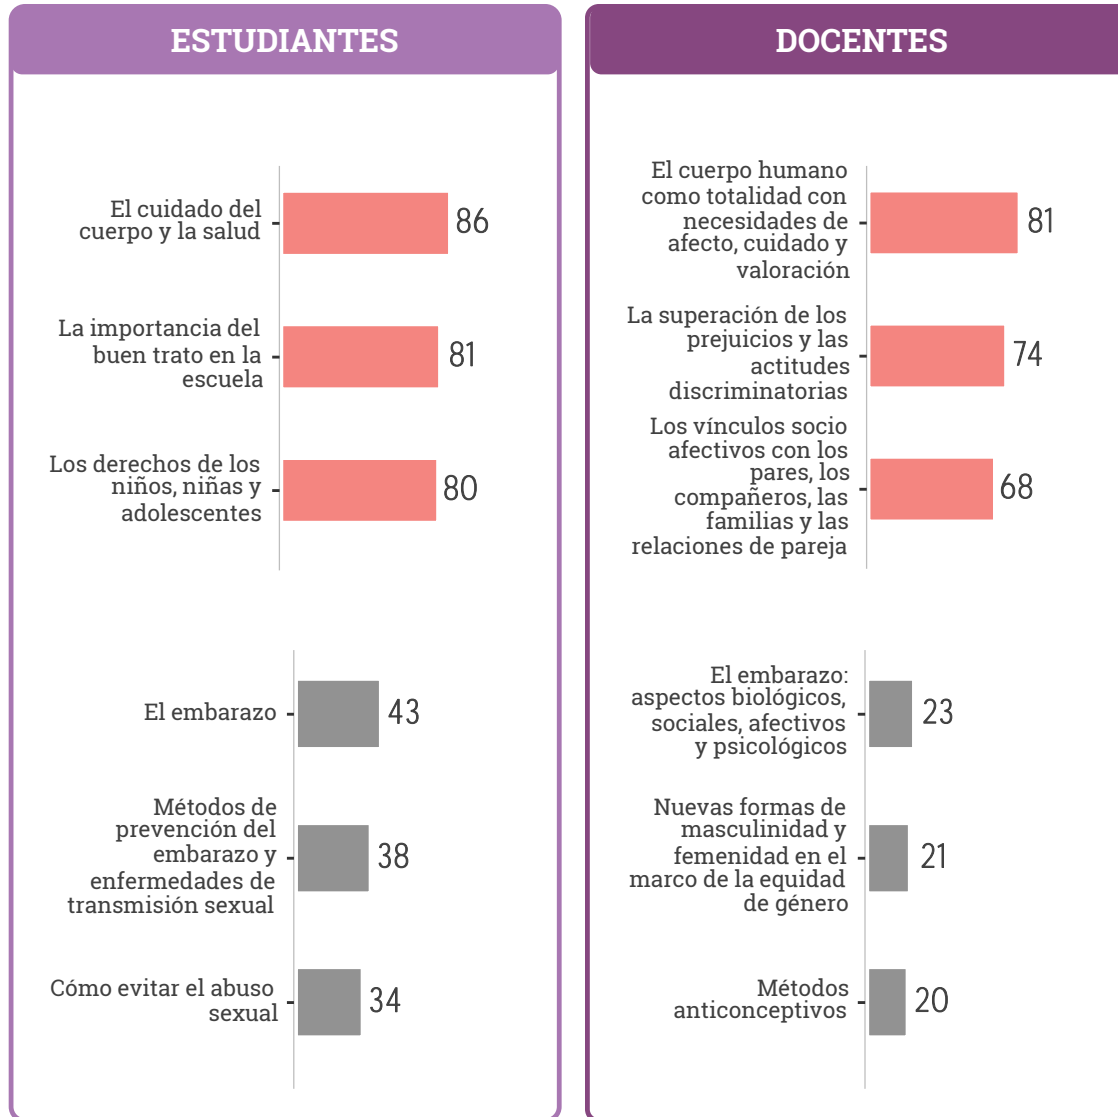 ESTUDIANTES
El cuidado del
cuerpo y la salud
86
La importancia del
buen trato en la
escuela
81
Los derechos de los
niños, niñas y
adolescentes
80
El embarazo
43
Métodos de
prevención del
embarazo y
enfermedades de
transmisión sexual
38
Cómo evitar el abuso
sexual
34
DOCENTES
El cuerpo humano
como totalidad con
necesidades de
afecto, cuidado y
valoración
81
La superación de los
prejuicios y las
actitudes
discriminatorias
74
Los vínculos socio
afectivos con los
pares, los
compañeros, las
familias y las
relaciones de pareja
68
El embarazo:
aspectos biológicos,
sociales, afectivos
y psicológicos
23
Nuevas formas de
masculinidad y
femenidad en el
marco de la equidad
de género
21
Métodos
anticonceptivos
20